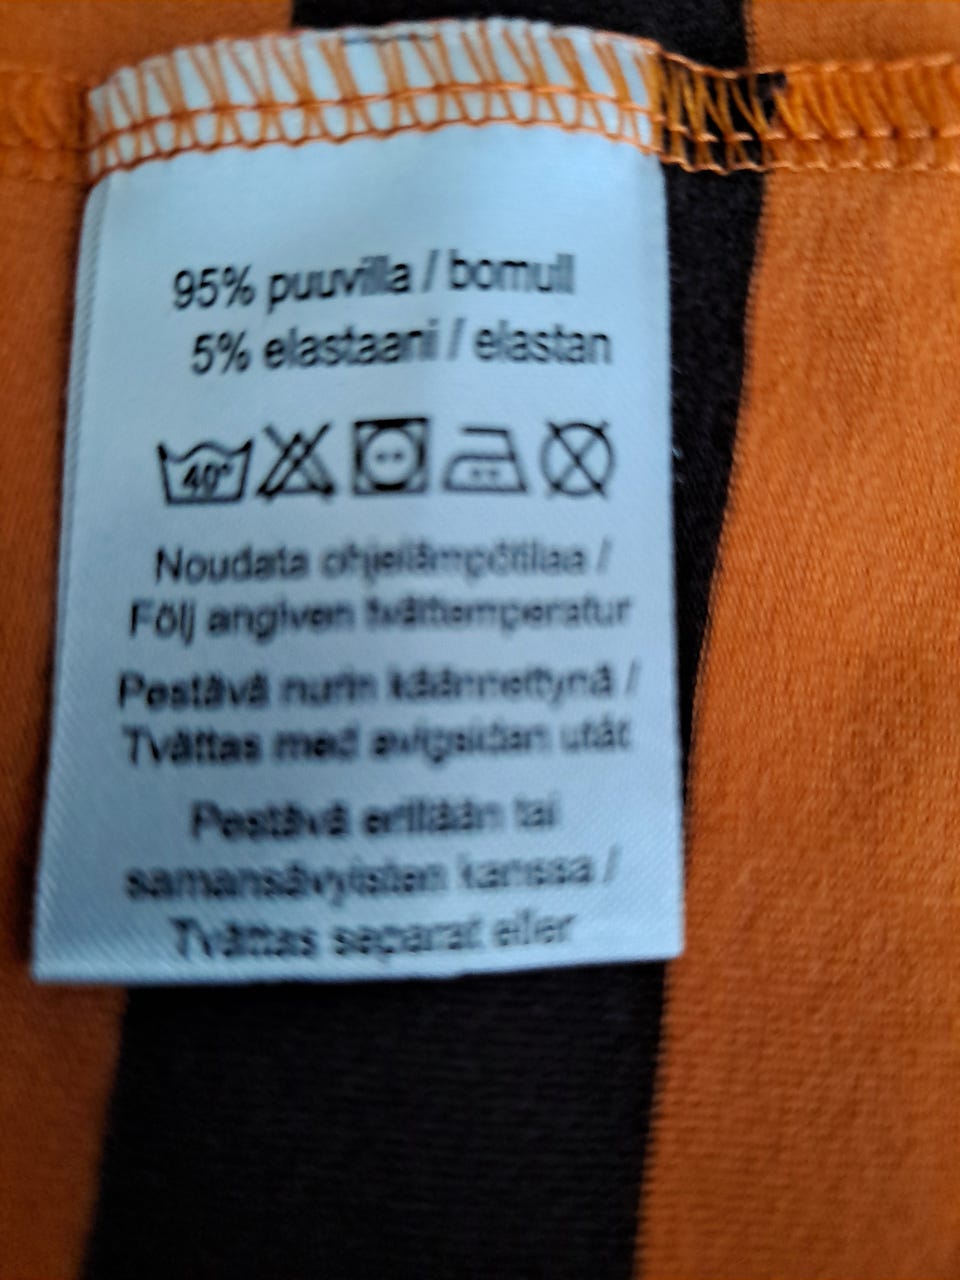 95% puuvilla / bomull
5% elastaani / elastan
40°
Noudata ohjelämpötilaa /
Följ angiven tvättemperatur
Pestävä nurin käännettynä /
Tvättas med avigsidan utåt
Pestävä erillään tai
samansävyisten kanssa /
Tvättas separat eller